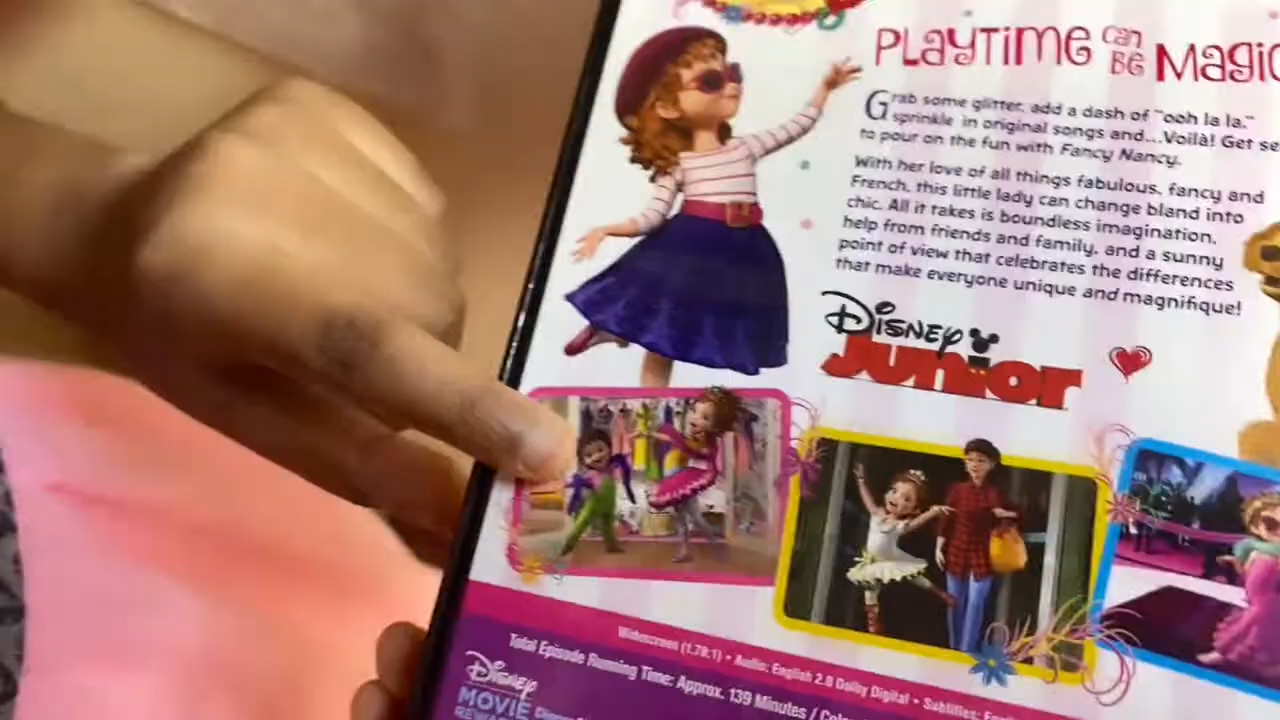 PLAYTIME CAN BE MAGIC
Grab some glitter, add a dash of "ooh la la,"
sprinkle in original songs and...Voilà! Get se
to pour on the fun with Fancy Nancy.
With her love of all things fabulous, fancy and
French, this little lady can change bland into
chic. All it takes is boundless imagination,
help from friends and family, and a sunny
point of view that celebrates the differences
that make everyone unique and magnifique!
Disney
Junior
Widescreen (1.78:1) • Audio: English 2.0 Dolby Digital • Subtitles:
Total Episode Running Time: Approx. 139 Minutes /
Disney
MOVIE